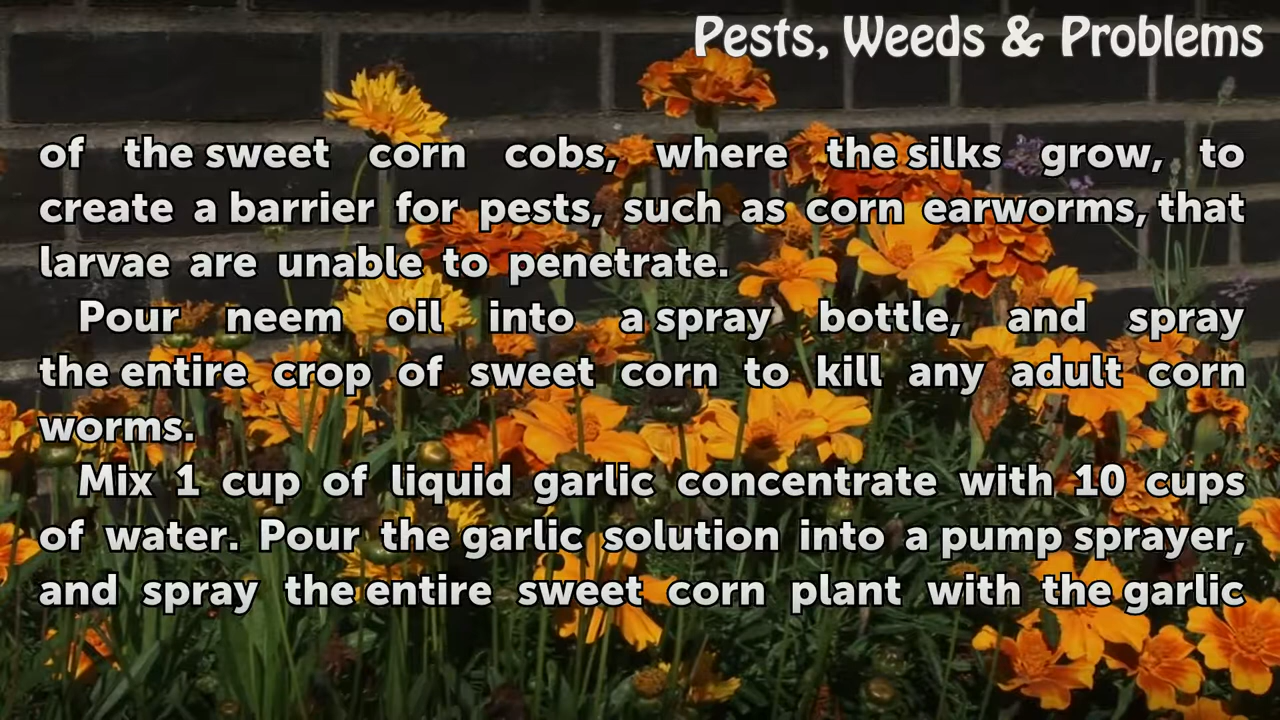 Pests, Weeds & Problems
of the sweet corn cobs, where the silks grow, to
create a barrier for pests, such as corn earworms, that
larvae are unable to penetrate.
Pour neem oil into a spray bottle, and spray
the entire crop of sweet corn to kill any adult corn
worms.
Mix 1 cup of liquid garlic concentrate with 10 cups
of water. Pour the garlic solution into a pump sprayer,
and spray the entire sweet corn plant with the garlic